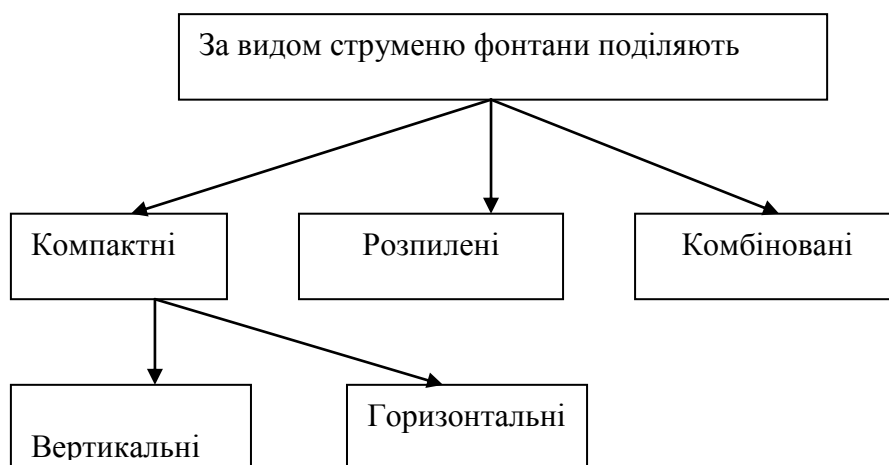 За видом струменю фонтани поділяють
Компактні
Розпилені
Комбіновані
Вертикальні
Горизонтальні